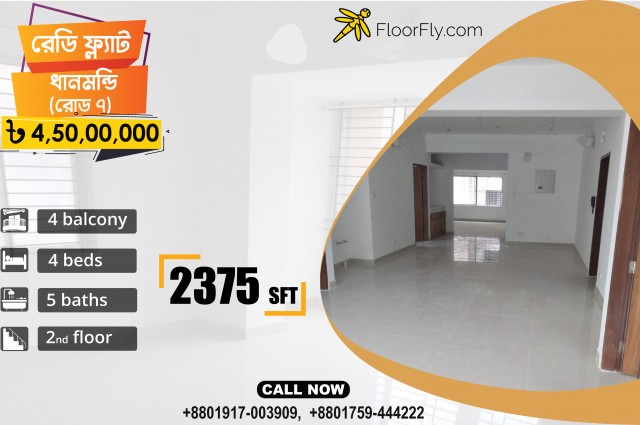 রেডি ফ্ল্যাট
ধানমন্ডি
(রোড ৭)
৳ 4,50,00,000
FloorFly.com
4 balcony
4 beds
5 baths
2nd floor
2375 SFT
CALL NOW
+8801917-003909, +8801759-444222